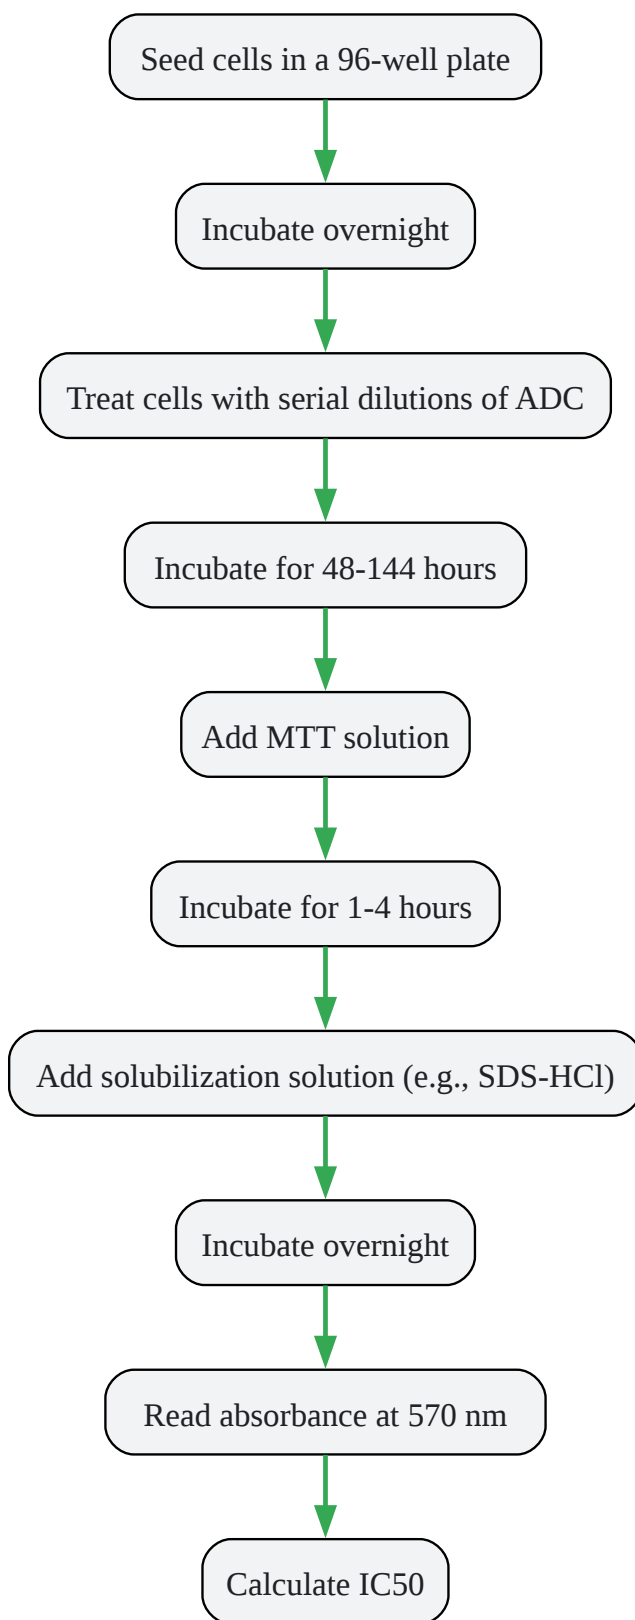 Seed cells in a 96-well plate
Incubate overnight
Treat cells with serial dilutions of ADC
Incubate for 48-144 hours
Add MTT solution
Incubate for 1-4 hours
Add solubilization solution (e.g., SDS-HCl)
Incubate overnight
Read absorbance at 570 nm
Calculate IC50